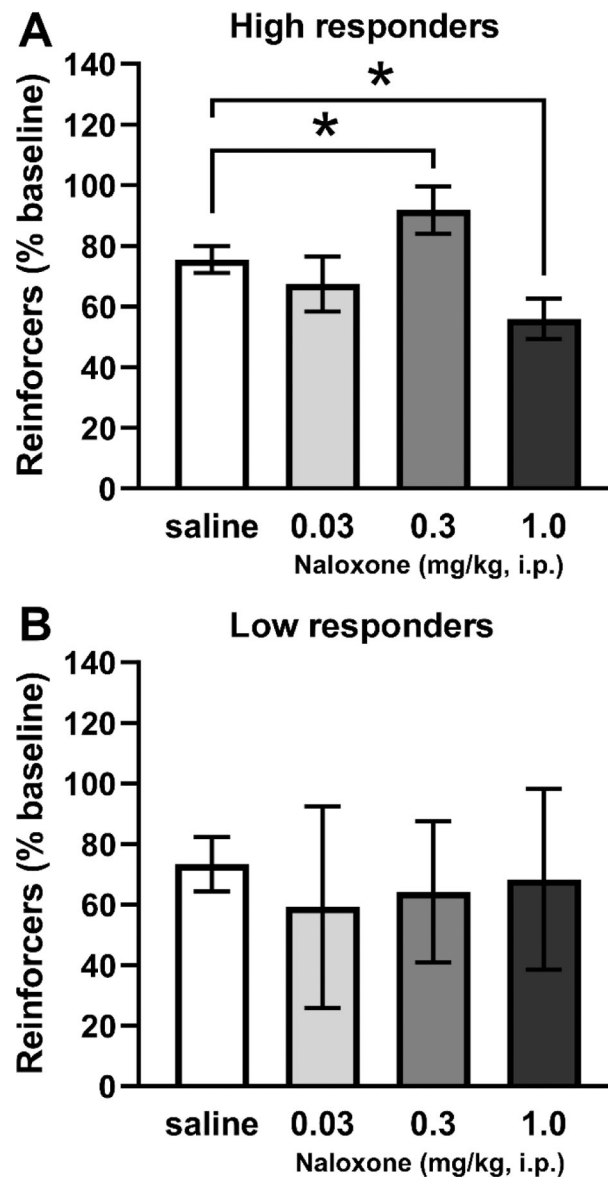 A
High responders
*
*
Reinforcers (% baseline)
140
120
100
80
60
40
20
0
saline 0.03 0.3 1.0
Naloxone (mg/kg, i.p.)
B
Low responders
Reinforcers (% baseline)
140
120
100
80
60
40
20
0
saline 0.03 0.3 1.0
Naloxone (mg/kg, i.p.)